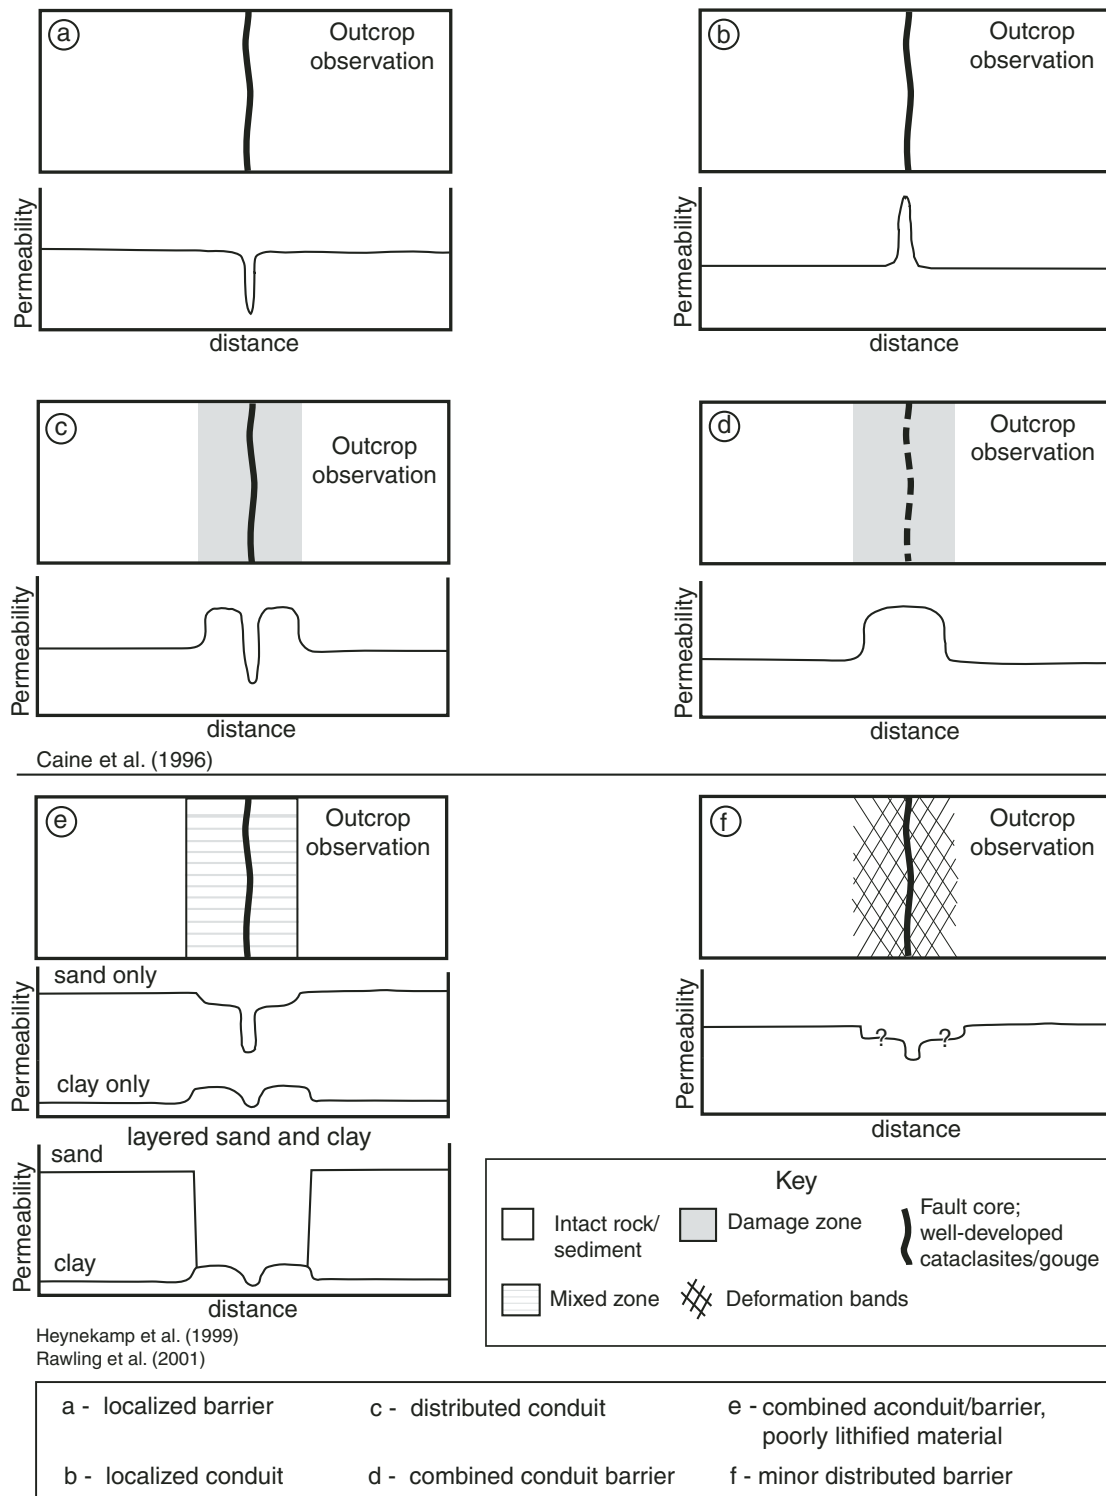 a
Outcrop
observation
Permeability
distance
b
Outcrop
observation
Permeability
distance
c
Outcrop
observation
Permeability
distance
d
Outcrop
observation
Permeability
distance
Caine et al. (1996)
e
Outcrop
observation
sand only
Permeability
clay only
layered sand and clay
sand
Permeability
clay
distance
Heynekamp et al. (1999)
Rawling et al. (2001)
f
Outcrop
observation
Permeability
? ?
distance
Key
Intact rock/
sediment
Damage zone
Fault core;
well-developed
cataclasites/gouge
Mixed zone
Deformation bands
a - localized barrier
c - distributed conduit
e - combined aconduit/barrier,
poorly lithified material
b - localized conduit
d - combined conduit barrier
f - minor distributed barrier